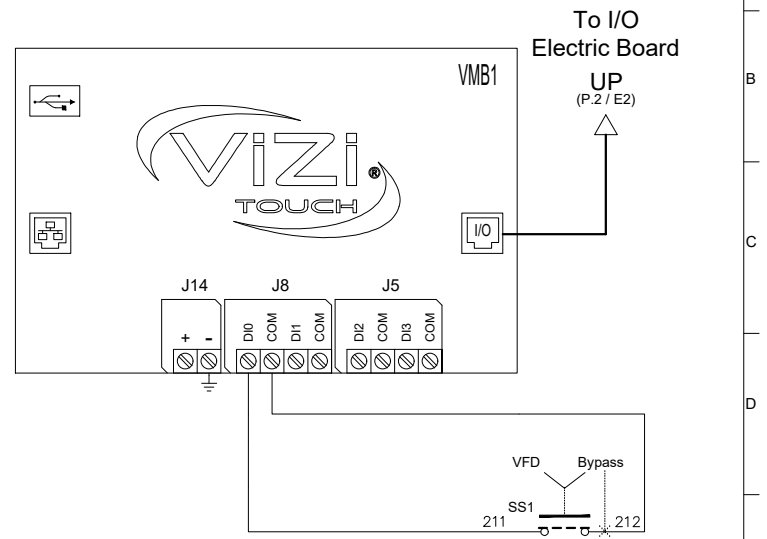 To I/O
Electric Board
UP
(P.2 / E2)
VMB1
B
ViZi®
TOUCH
I/O
C
J14
J8
J5
+ -
DI0 COM DI1 COM
DI2 COM DI3 COM
D
VFD Bypass
SS1
211 212